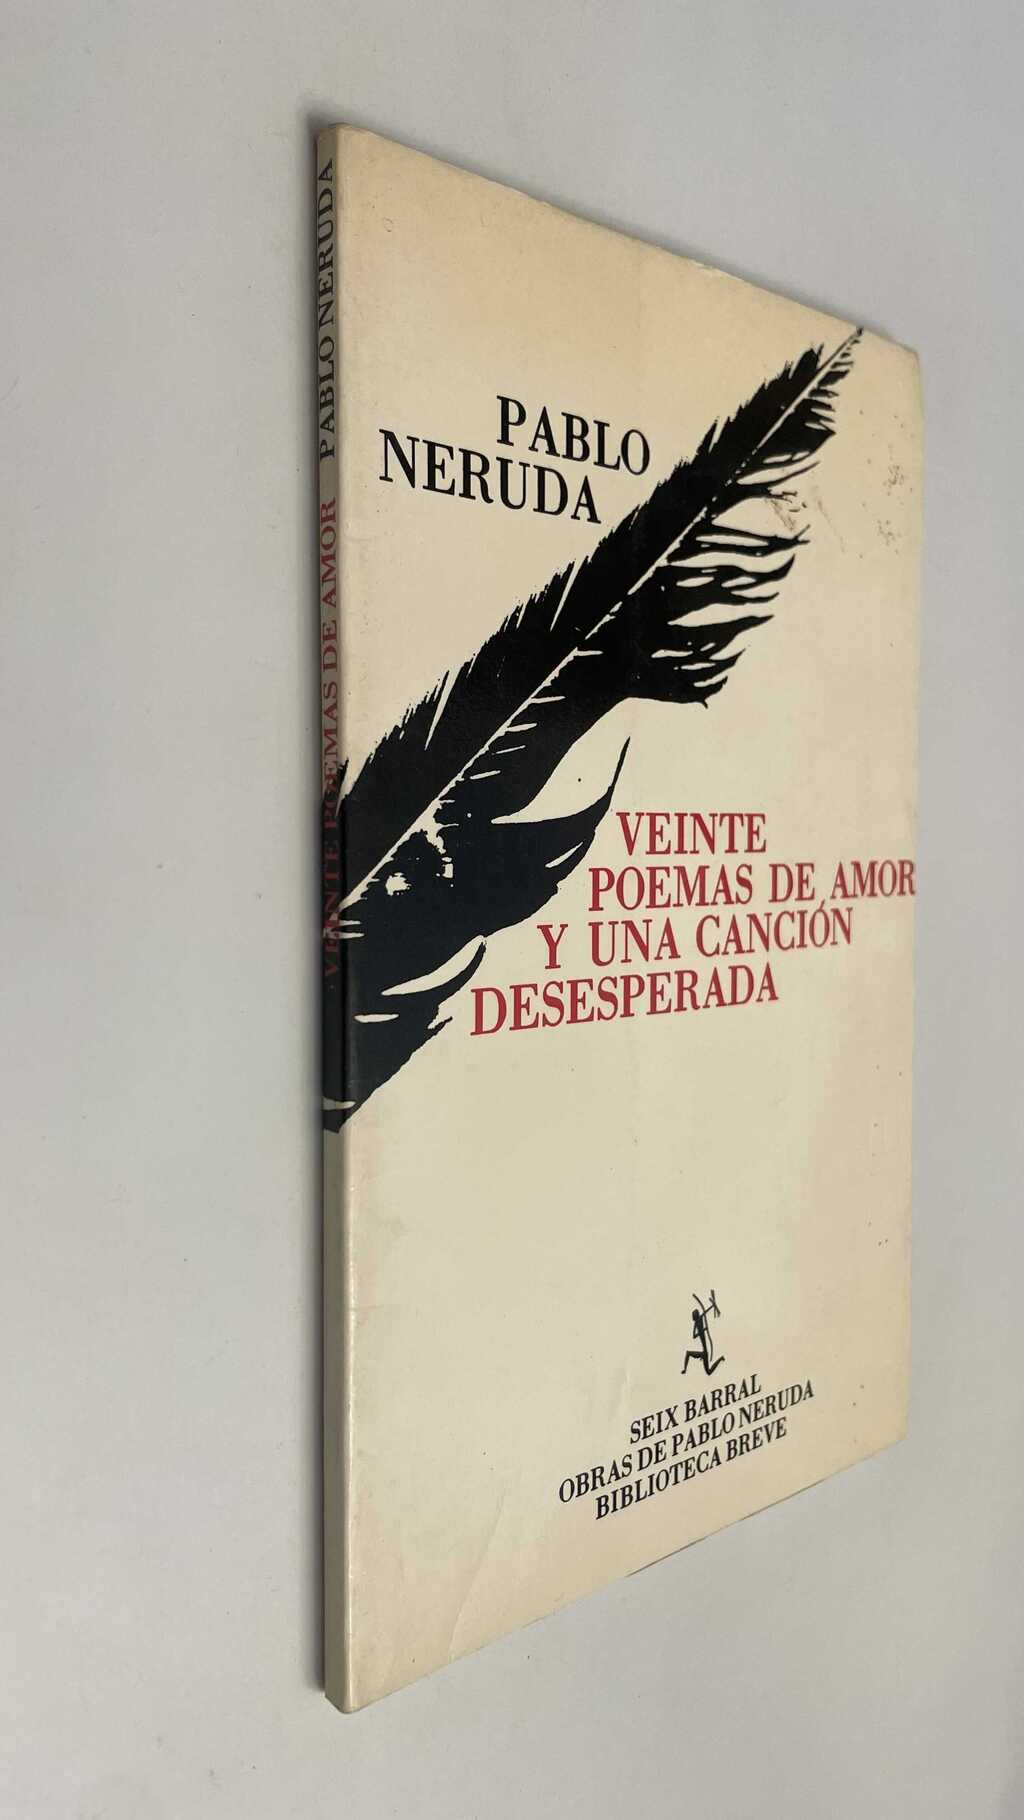 VEINTE POEMAS DE AMOR PABLO NERUDA
PABLO
NERUDA
VEINTE
POEMAS DE AMOR
Y UNA CANCIÓN
DESESPERADA
SEIX BARRAL
OBRAS DE PABLO NERUDA
BIBLIOTECA BREVE